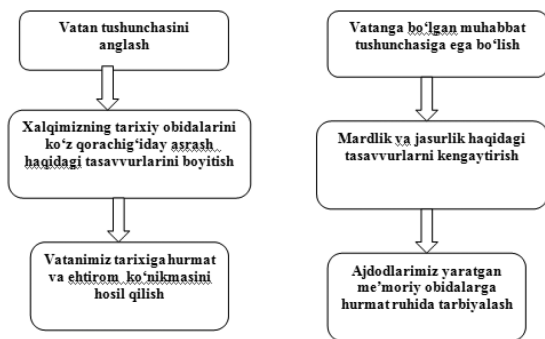 Vatan tushunchasini
anglash
Xalqimizning tarixiy obidalarini
ko‘z qorachig‘iday asrash
haqidagi tasavvurlarini boyitish
Vatanimiz tarixiga hurmat
va ehtirom ko‘nikmasini
hosil qilish
Vatanga bo‘lgan muhabbat
tushunchasiga ega bo‘lish
Mardlik va jasurlik haqidagi
tasavvurlarni kengaytirish
Ajdodlarimiz yaratgan
me’moriy obidalarga
hurmat ruhida tarbiyalash